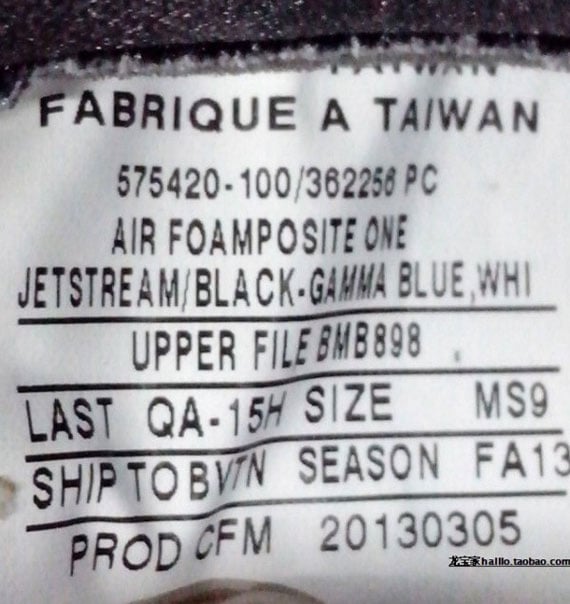 FABRIQUE A TAIWAN
575420-100/362256 PC
AIR FOAMPOSITE ONE
JETSTREAM/BLACK-GAMMA BLUE,WHI
UPPER FILE BMB898
LAST QA-15H SIZE MS9
SHIP TO BVTN SEASON FA13
PROD CFM 20130305
龙宝家halllo.taobao.com